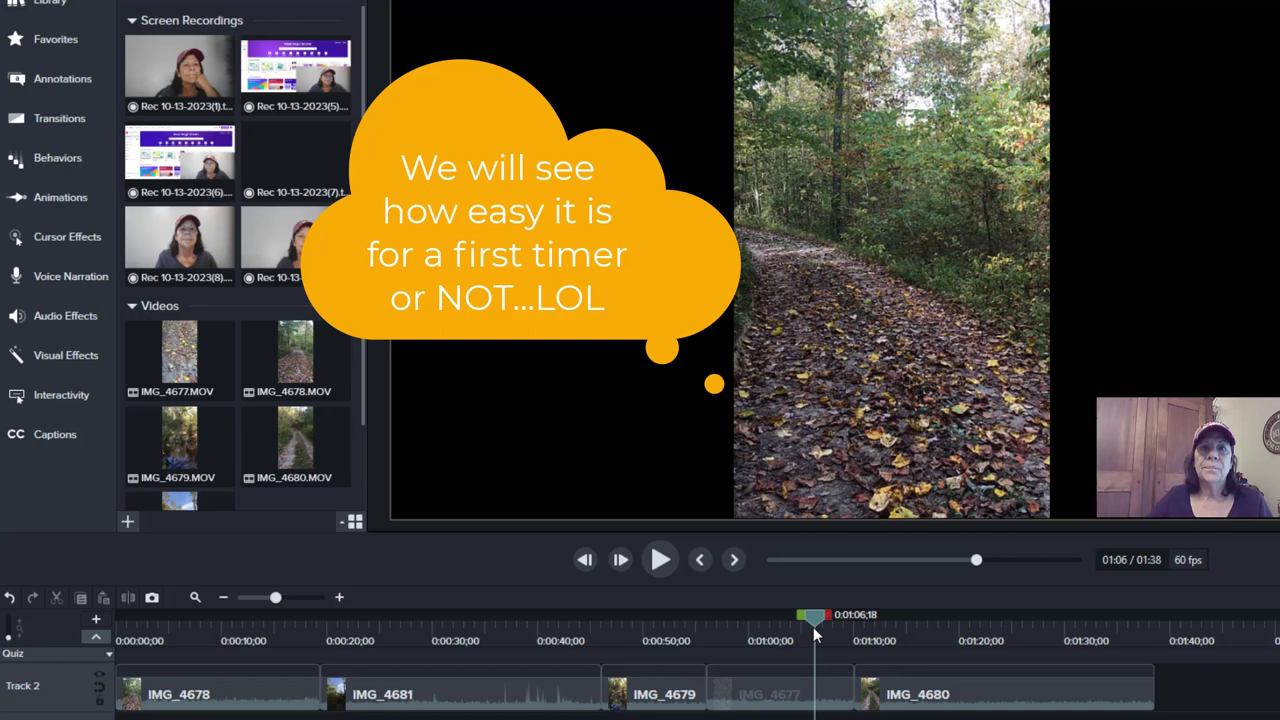 Library
Favorites
Annotations
Transitions
Behaviors
Animations
Cursor Effects
Voice Narration
Audio Effects
Visual Effects
Interactivity
CC Captions
Screen Recordings
Rec 10-13-2023(1).t...
Rec 10-13-2023(5)....
Rec 10-13-2023(6)....
Rec 10-13-2023(7).t...
Rec 10-13-2023(8)....
Rec 10-13
Videos
IMG_4677.MOV
IMG_4678.MOV
IMG_4679.MOV
IMG_4680.MOV
We will see
how easy it is
for a first timer
or NOT...LOL
01:06 / 01:38 60 fps
0:01:06;18
0:00:00;00 0:00:10;00 0:00:20;00 0:00:30;00 0:00:40;00 0:00:50;00 0:01:00;00 0:01:10;00 0:01:20;00 0:01:30;00 0:01:40;00
Quiz
Track 2
IMG_4678 IMG_4681 IMG_4679 IMG_4677 IMG_4680